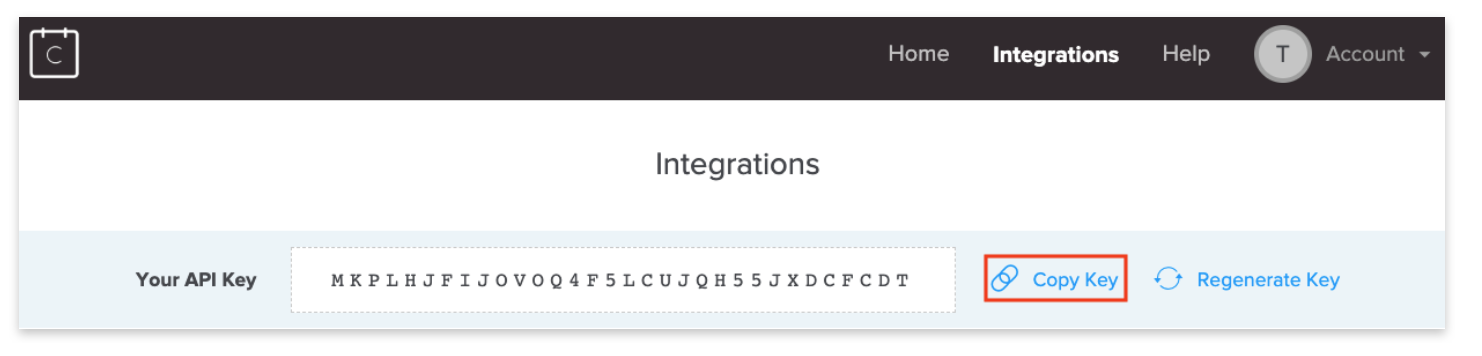 C
Home Integrations Help T Account
Integrations
Your API Key MKPLHJFIJOVOQ4F5LCUJQH55JXDCFCDT Copy Key Regenerate Key